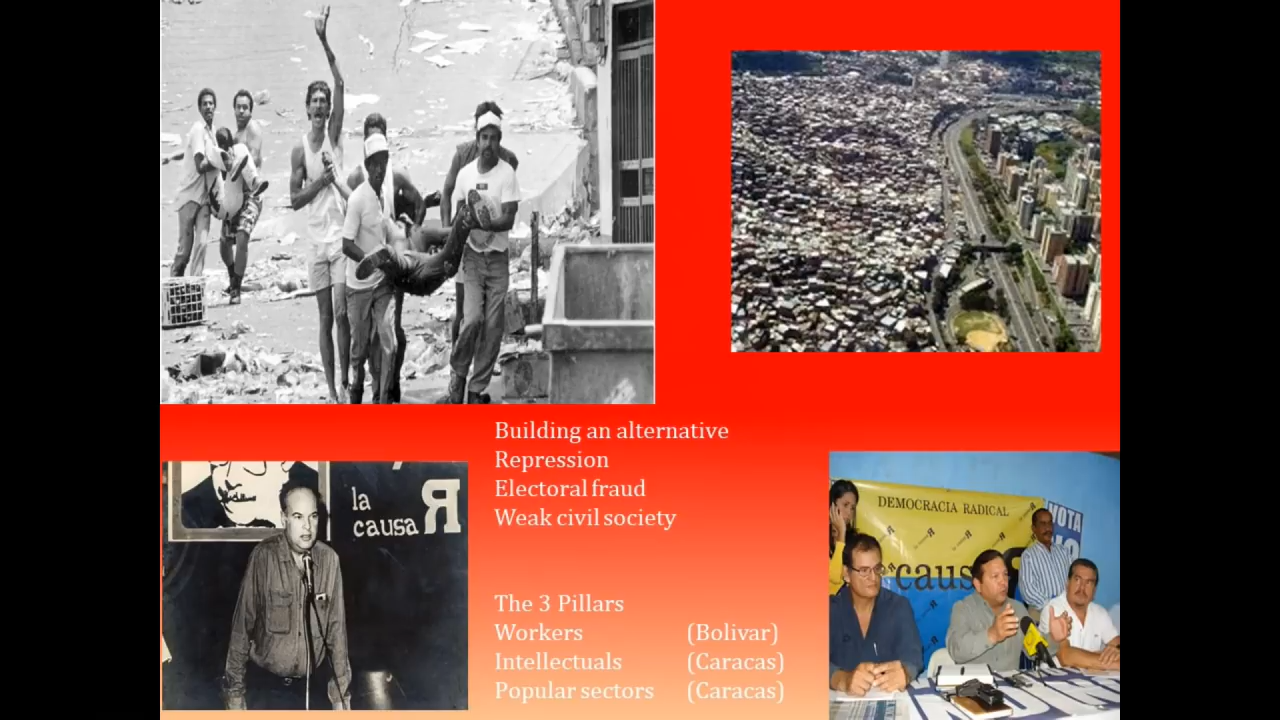 Building an alternative
Repression
Electoral fraud
Weak civil society
The 3 Pillars
Workers (Bolivar)
Intellectuals (Caracas)
Popular sectors (Caracas)
la
causa Я
DEMOCRACIA RADICAL
causa
VOTA
NO